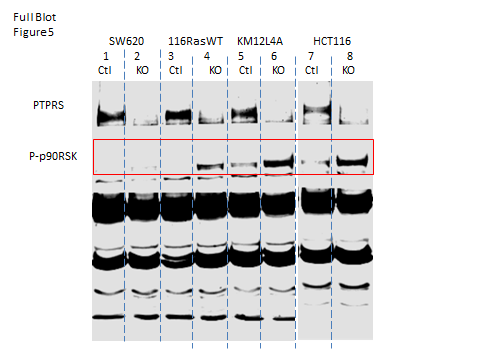 Full Blot
Figure5
SW620 116RasWT KM12L4A HCT116
1 2 3 4 5 6 7 8
Ctl KO Ctl KO Ctl KO Ctl KO
PTPRS
P-p90RSK